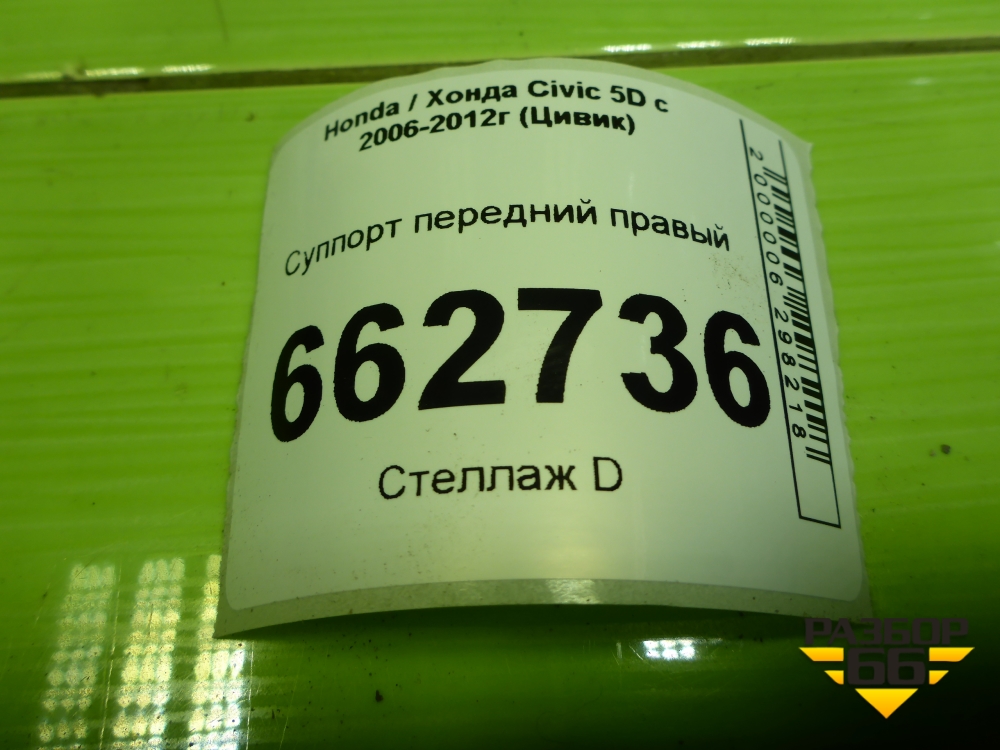 Honda / Хонда Civic 5D с
2006-2012г (Цивик)
Суппорт передний правый
662736
Стеллаж D
2000006298218
РАЗБОР
66